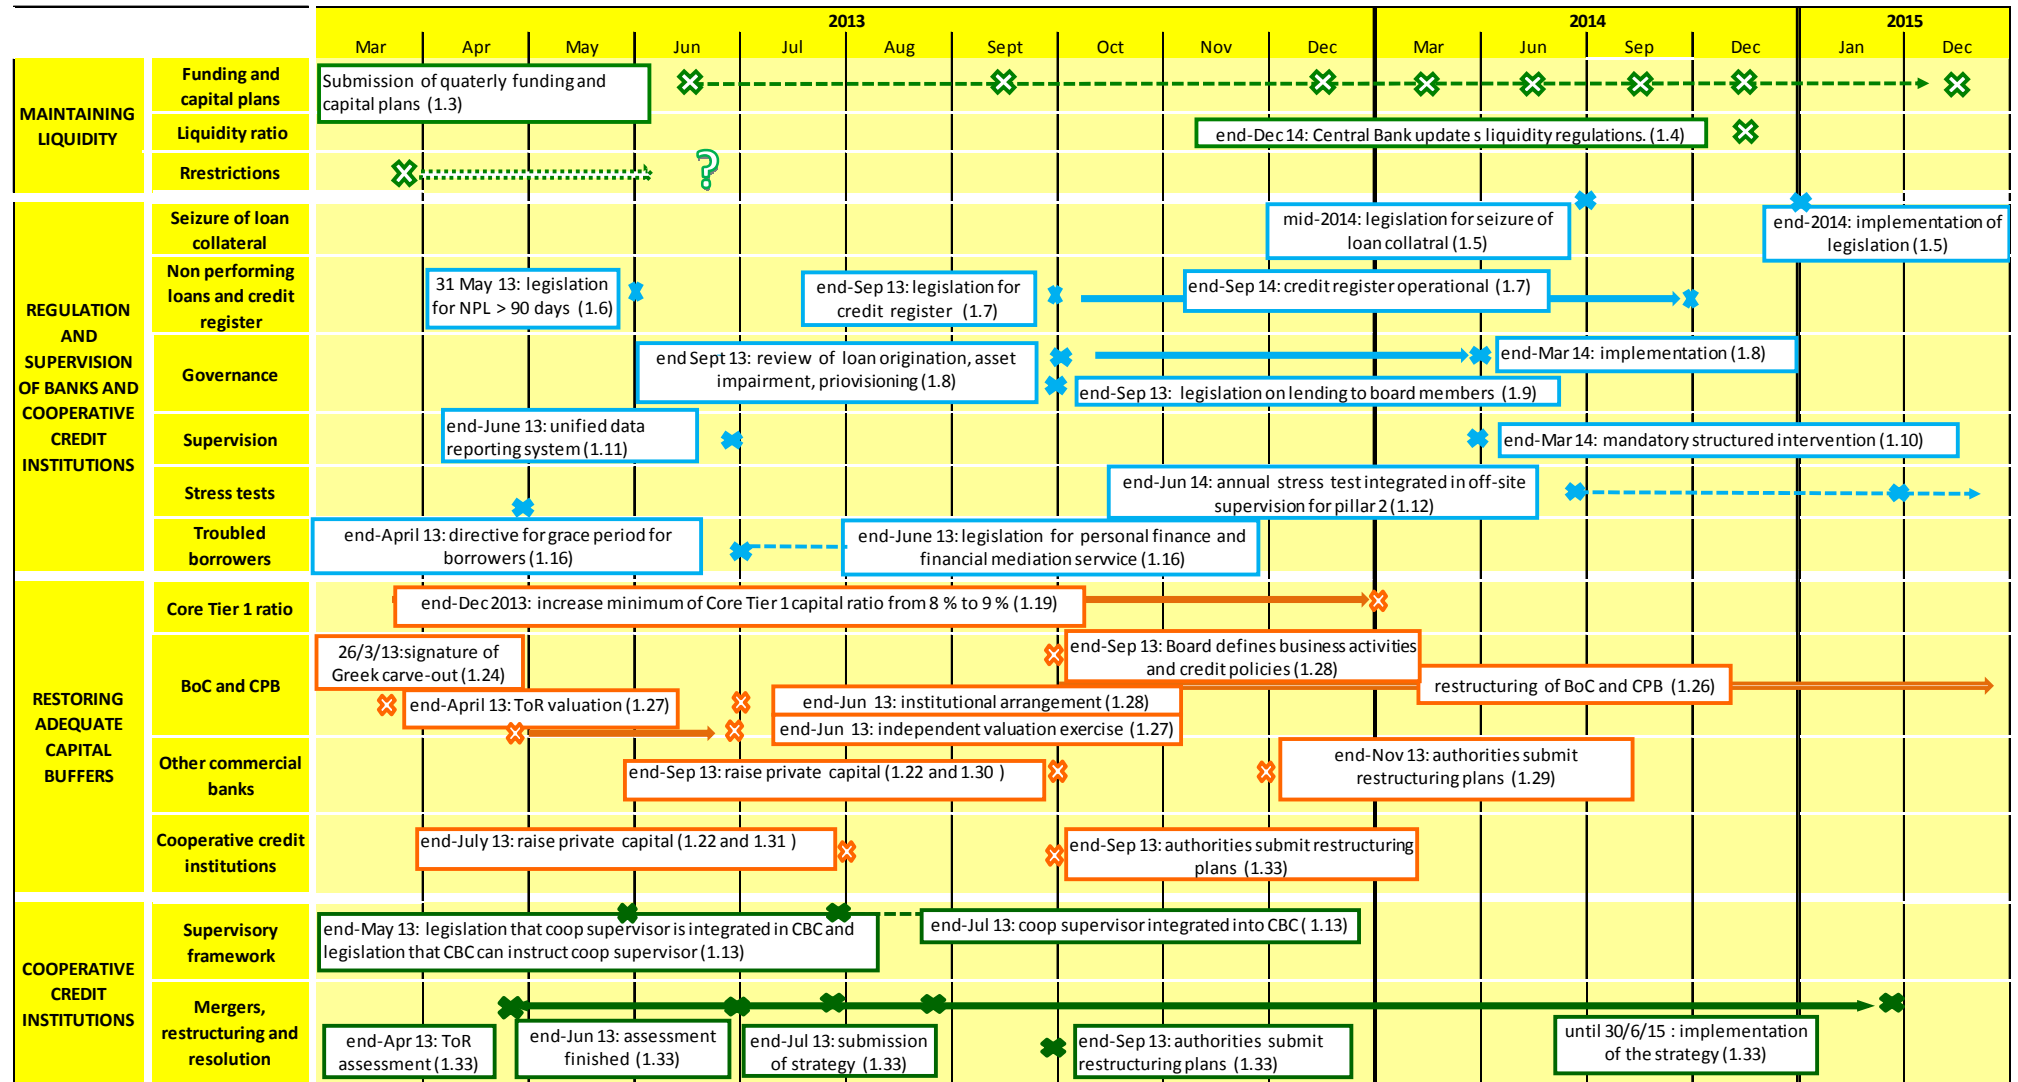 2013
2014
2015
Mar
Apr
May
Jun
Jul
Aug
Sept
Oct
Nov
Dec
Mar
Jun
Sep
Dec
Jan
Dec
MAINTAINING
LIQUIDITY
Funding and
capital plans
Submission of quaterly funding and
capital plans (1.3)
Liquidity ratio
end-Dec 14: Central Bank update s liquidity regulations. (1.4)
Rrestrictions
?
REGULATION
AND
SUPERVISION
OF BANKS AND
COOPERATIVE
CREDIT
INSTITUTIONS
Seizure of loan
collateral
mid-2014: legislation for seizure of
loan collatral (1.5)
end-2014: implementation of
legislation (1.5)
Non performing
loans and credit
register
31 May 13: legislation
for NPL > 90 days (1.6)
end-Sep 13: legislation for
credit register (1.7)
end-Sep 14: credit register operational (1.7)
Governance
end Sept 13: review of loan origination, asset
impairment, priovisioning (1.8)
end-Mar 14: implementation (1.8)
end-Sep 13: legislation on lending to board members (1.9)
Supervision
end-June 13: unified data
reporting system (1.11)
end-Mar 14: mandatory structured intervention (1.10)
Stress tests
end-Jun 14: annual stress test integrated in off-site
supervision for pillar 2 (1.12)
Troubled
borrowers
end-April 13: directive for grace period for
borrowers (1.16)
end-June 13: legislation for personal finance and
financial mediation servvice (1.16)
RESTORING
ADEQUATE
CAPITAL
BUFFERS
Core Tier 1 ratio
end-Dec 2013: increase minimum of Core Tier 1 capital ratio from 8 % to 9 % (1.19)
BoC and CPB
26/3/13:signature of
Greek carve-out (1.24)
end-April 13: ToR valuation (1.27)
end-Sep 13: Board defines business activities
and credit policies (1.28)
restructuring of BoC and CPB (1.26)
end-Jun 13: institutional arrangement (1.28)
end-Jun 13: independent valuation exercise (1.27)
Other commercial
banks
end-Sep 13: raise private capital (1.22 and 1.30 )
end-Nov 13: authorities submit
restructuring plans (1.29)
Cooperative credit
institutions
end-July 13: raise private capital (1.22 and 1.31 )
end-Sep 13: authorities submit restructuring
plans (1.33)
COOPERATIVE
CREDIT
INSTITUTIONS
Supervisory
framework
end-May 13: legislation that coop supervisor is integrated in CBC and
legislation that CBC can instruct coop supervisor (1.13)
end-Jul 13: coop supervisor integrated into CBC ( 1.13)
Mergers,
restructuring and
resolution
end-Apr 13: ToR
assessment (1.33)
end-Jun 13: assessment
finished (1.33)
end-Jul 13: submission
of strategy (1.33)
end-Sep 13: authorities submit
restructuring plans (1.33)
until 30/6/15 : implementation
of the strategy (1.33)